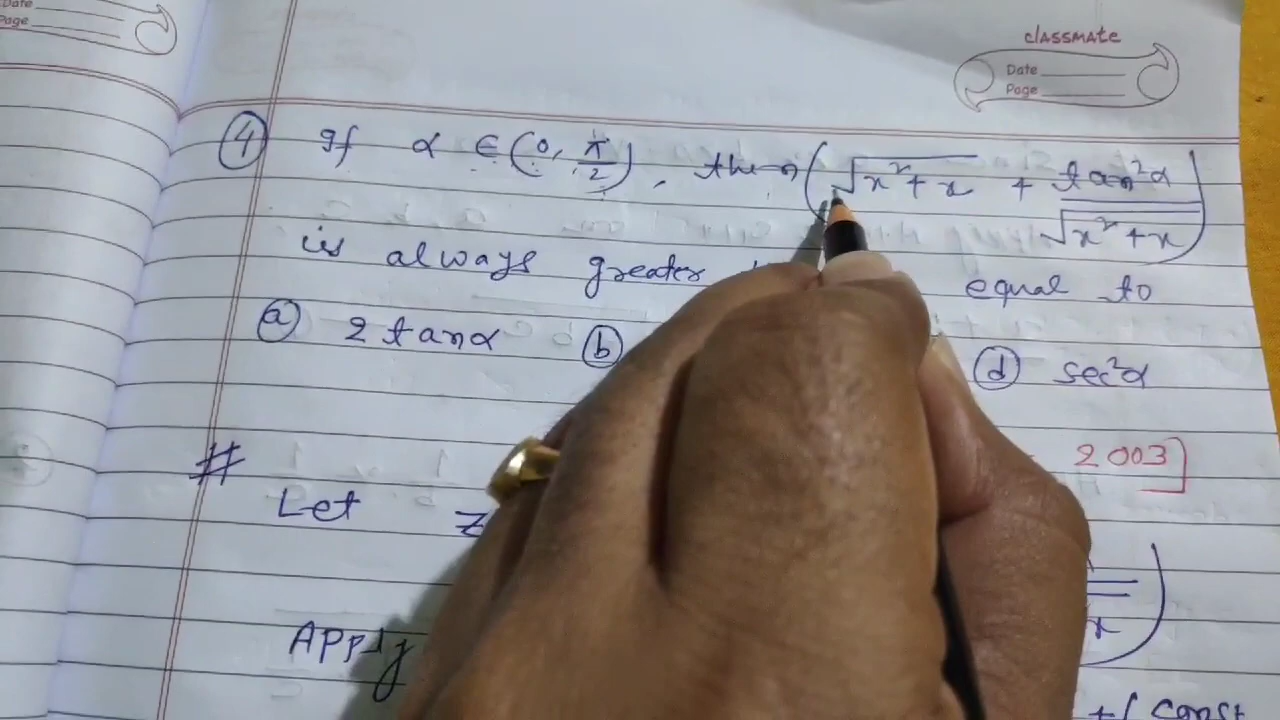 Date
Page
classmate
Date
Page
④ If α ∈ (0, π/2), then (√(x²+x) + tan²α/√(x²+x))
is always greater equal to
ⓐ 2 tanα ⓑ ⓓ sec²α
2003]
#
Let z
x
Apply
+( Const